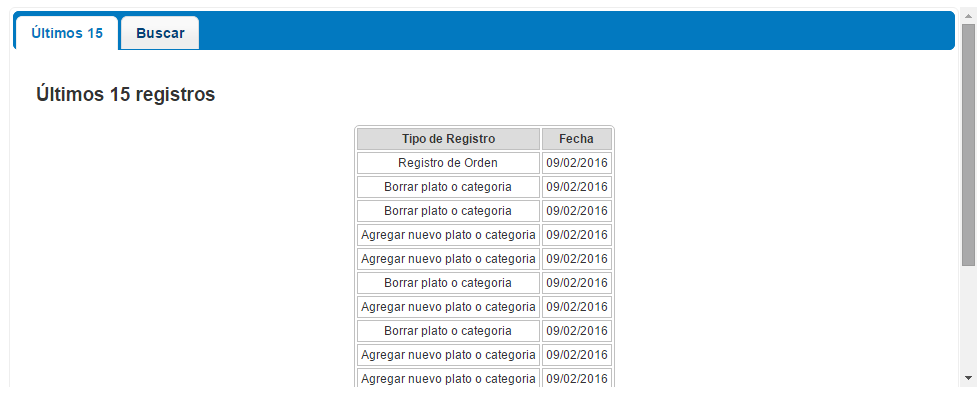 Últimos 15 Buscar
Últimos 15 registros
Tipo de Registro Fecha
Registro de Orden 09/02/2016
Borrar plato o categoria 09/02/2016
Borrar plato o categoria 09/02/2016
Agregar nuevo plato o categoria 09/02/2016
Agregar nuevo plato o categoria 09/02/2016
Borrar plato o categoria 09/02/2016
Agregar nuevo plato o categoria 09/02/2016
Borrar plato o categoria 09/02/2016
Agregar nuevo plato o categoria 09/02/2016
Agregar nuevo plato o categoria 09/02/2016